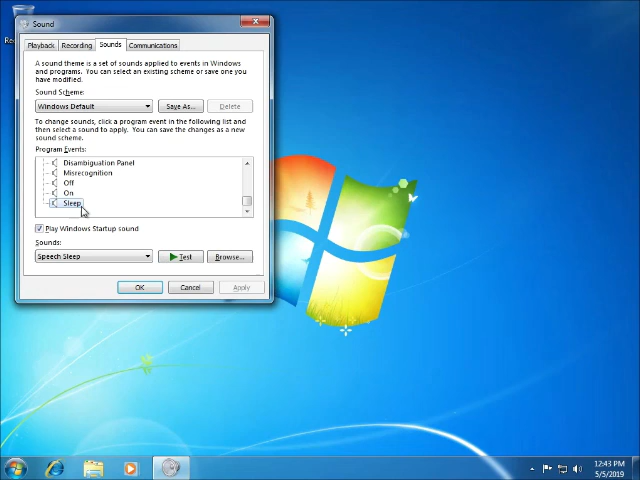 Sound
Playback
Recording
Sounds
Communications
A sound theme is a set of sounds applied to events in Windows
and programs. You can select an existing scheme or save one you
have modified.
Sound Scheme:
Windows Default
Save As...
Delete
To change sounds, click a program event in the following list and
then select a sound to apply. You can save the changes as a new
sound scheme.
Program Events:
Disambiguation Panel
Misrecognition
Off
On
Sleep
Play Windows Startup sound
Sounds:
Speech Sleep
Test
Browse...
OK
Cancel
Apply
12:43 PM
5/5/2019